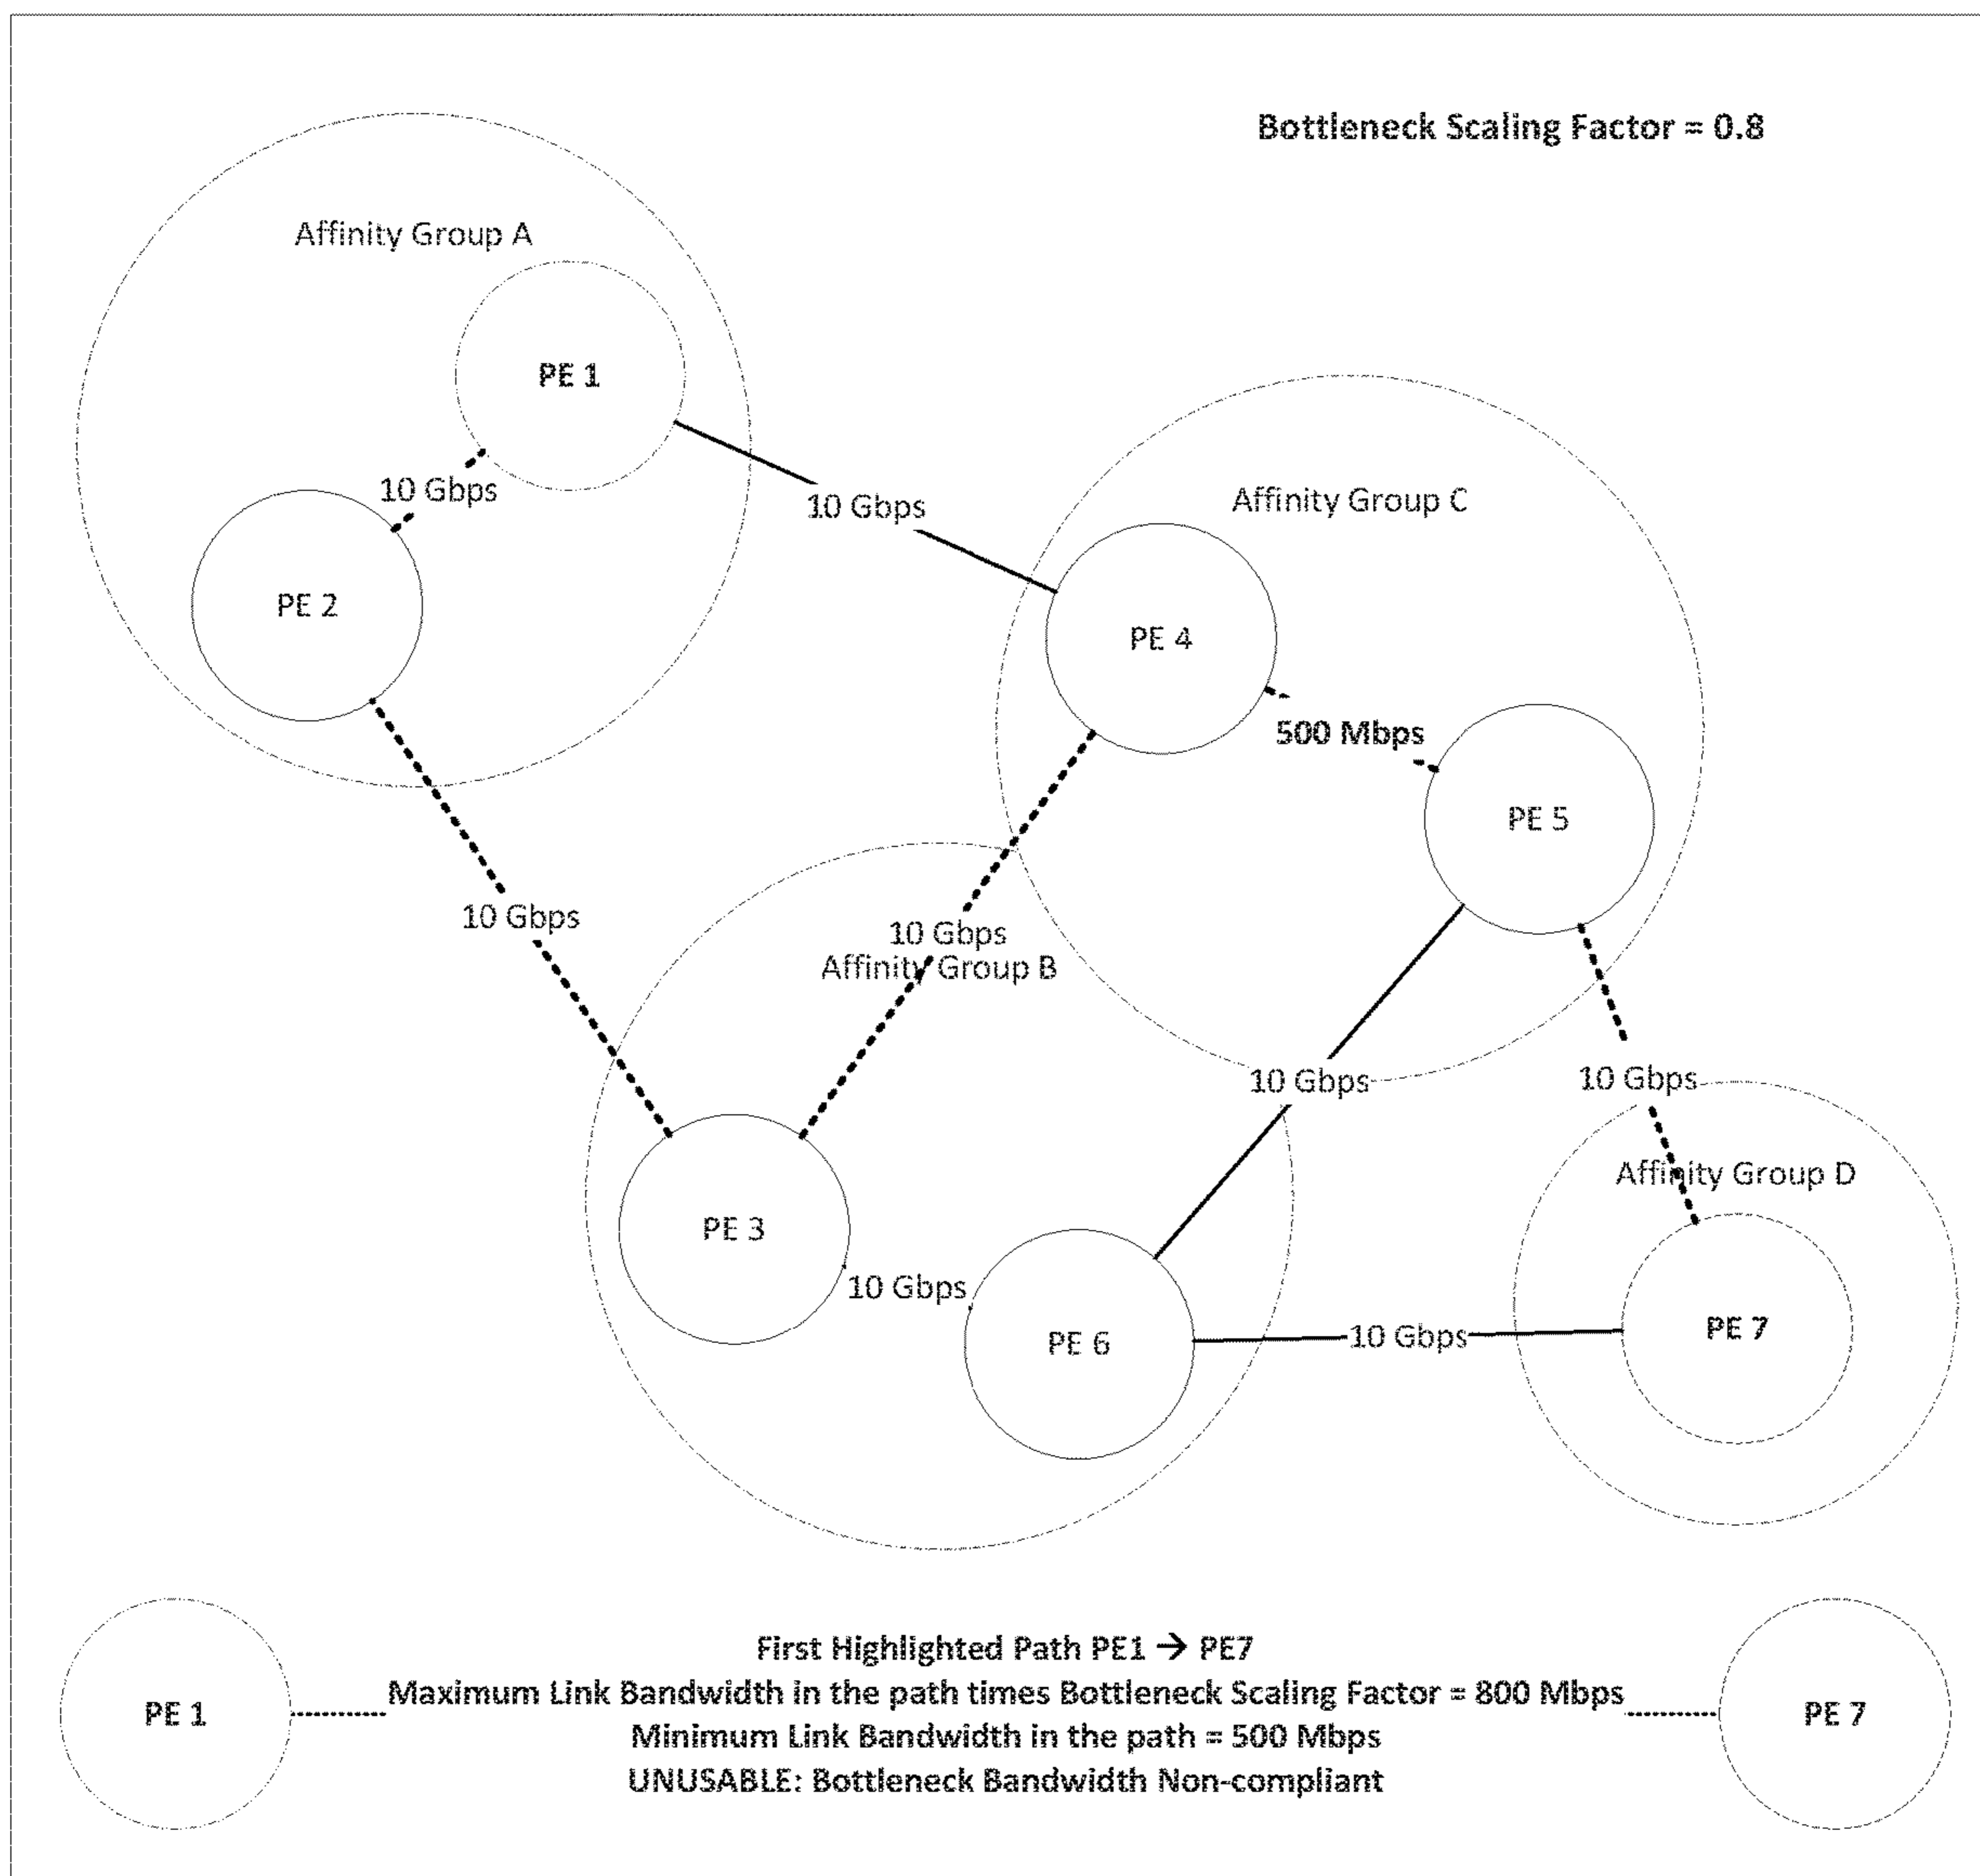 Bottleneck Scaling Factor = 0.8
Affinity Group A
PE 1
10 Gbps
10 Gbps
Affinity Group C
PE 2
PE 4
500 Mbps
PE 5
10 Gbps
10 Gbps
Affinity Group B
10 Gbps
10 Gbps
Affinity Group D
PE 3
10 Gbps
PE 6
10 Gbps
PE 7
First Highlighted Path PE1 → PE7
Maximum Link Bandwidth in the path times Bottleneck Scaling Factor = 800 Mbps
PE 1
PE 7
Minimum Link Bandwidth in the path = 500 Mbps
UNUSABLE: Bottleneck Bandwidth Non-compliant